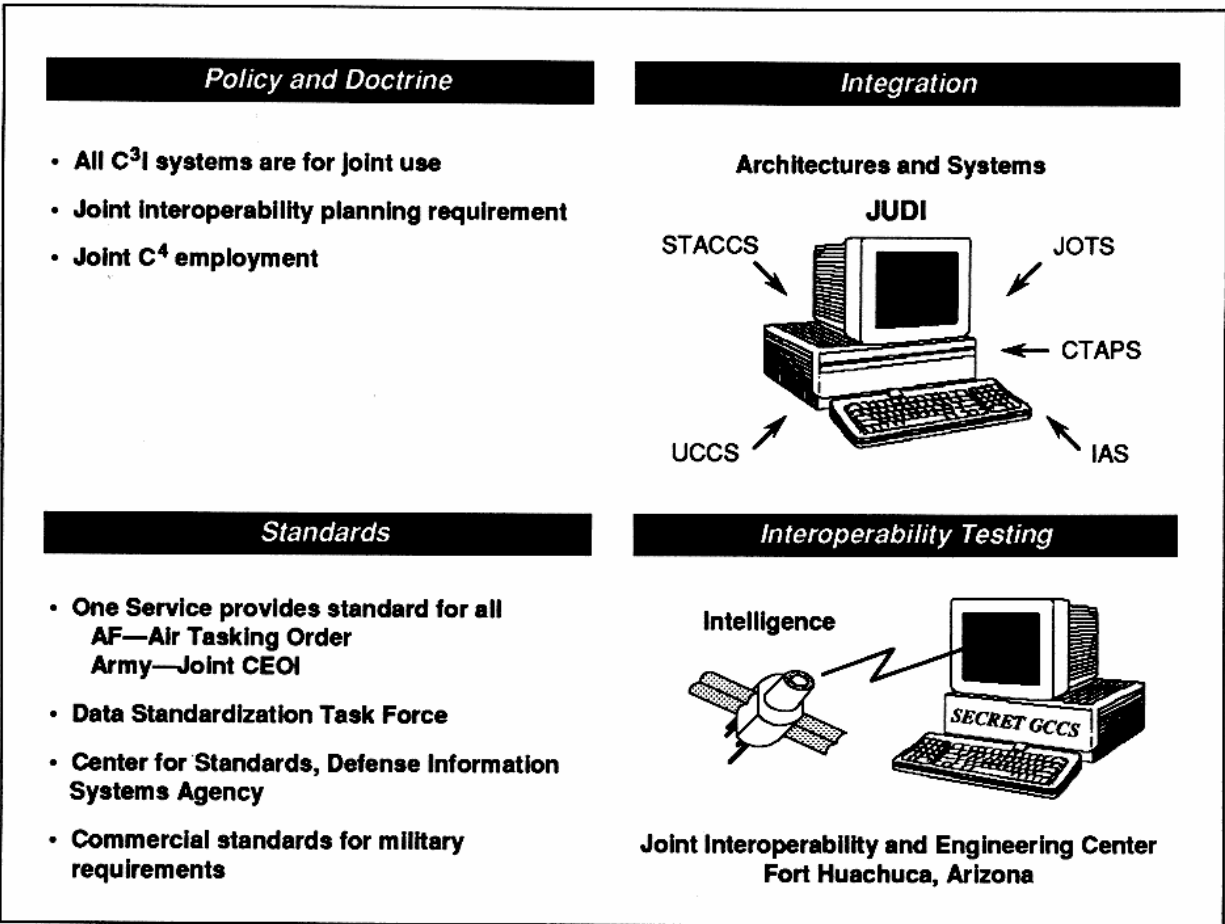 Policy and Doctrine
• All C³I systems are for joint use
• Joint interoperability planning requirement
• Joint C⁴ employment
Integration
Architectures and Systems
JUDI
STACCS
JOTS
CTAPS
UCCS
IAS
Standards
• One Service provides standard for all
AF—Air Tasking Order
Army—Joint CEOI
• Data Standardization Task Force
• Center for Standards, Defense Information
Systems Agency
• Commercial standards for military
requirements
Interoperability Testing
Intelligence
SECRET GCCS
Joint Interoperability and Engineering Center
Fort Huachuca, Arizona